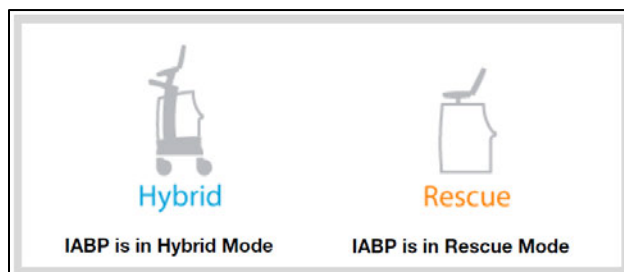 Hybrid
Rescue
IABP is in Hybrid Mode
IABP is in Rescue Mode